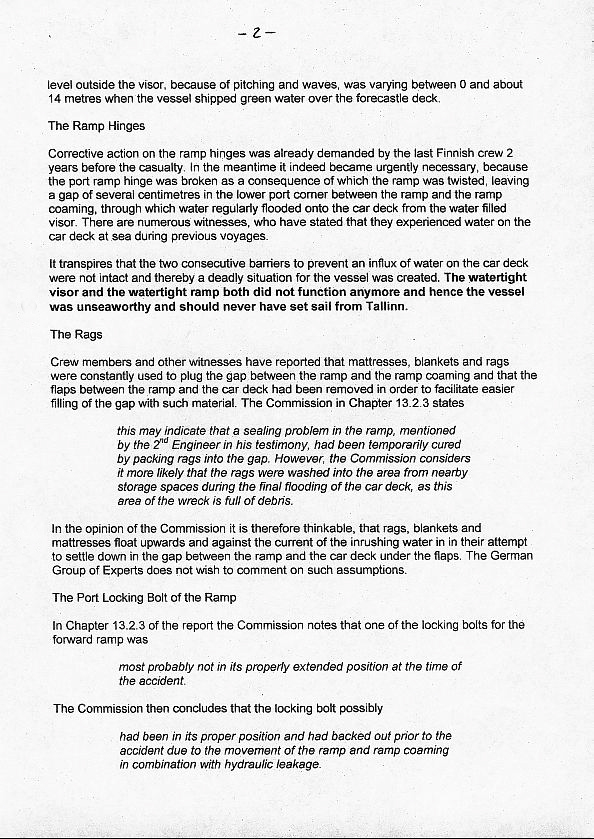 - 2 -
level outside the visor, because of pitching and waves, was varying between 0 and about
14 metres when the vessel shipped green water over the forecastle deck.
The Ramp Hinges
Corrective action on the ramp hinges was already demanded by the last Finnish crew 2
years before the casualty. In the meantime it indeed became urgently necessary, because
the port ramp hinge was broken as a consequence of which the ramp was twisted, leaving
a gap of several centimetres in the lower port corner between the ramp and the ramp
coaming, through which water regularly flooded onto the car deck from the water filled
visor. There are numerous witnesses, who have stated that they experienced water on the
car deck at sea during previous voyages.
It transpires that the two consecutive barriers to prevent an influx of water on the car deck
were not intact and thereby a deadly situation for the vessel was created. The watertight
visor and the watertight ramp both did not function anymore and hence the vessel
was unseaworthy and should never have set sail from Tallinn.
The Rags
Crew members and other witnesses have reported that mattresses, blankets and rags
were constantly used to plug the gap between the ramp and the ramp coaming and that the
flaps between the ramp and the car deck had been removed in order to facilitate easier
filling of the gap with such material. The Commission in Chapter 13.2.3 states
this may indicate that a sealing problem in the ramp, mentioned
by the 2nd Engineer in his testimony, had been temporarily cured
by packing rags into the gap. However, the Commission considers
it more likely that the rags were washed into the area from nearby
storage spaces during the final flooding of the car deck, as this
area of the wreck is full of debris.
In the opinion of the Commission it is therefore thinkable, that rags, blankets and
mattresses float upwards and against the current of the inrushing water in in their attempt
to settle down in the gap between the ramp and the car deck under the flaps. The German
Group of Experts does not wish to comment on such assumptions.
The Port Locking Bolt of the Ramp
In Chapter 13.2.3 of the report the Commission notes that one of the locking bolts for the
forward ramp was
most probably not in its properly extended position at the time of
the accident.
The Commission then concludes that the locking bolt possibly
had been in its proper position and had backed out prior to the
accident due to the movement of the ramp and ramp coaming
in combination with hydraulic leakage.